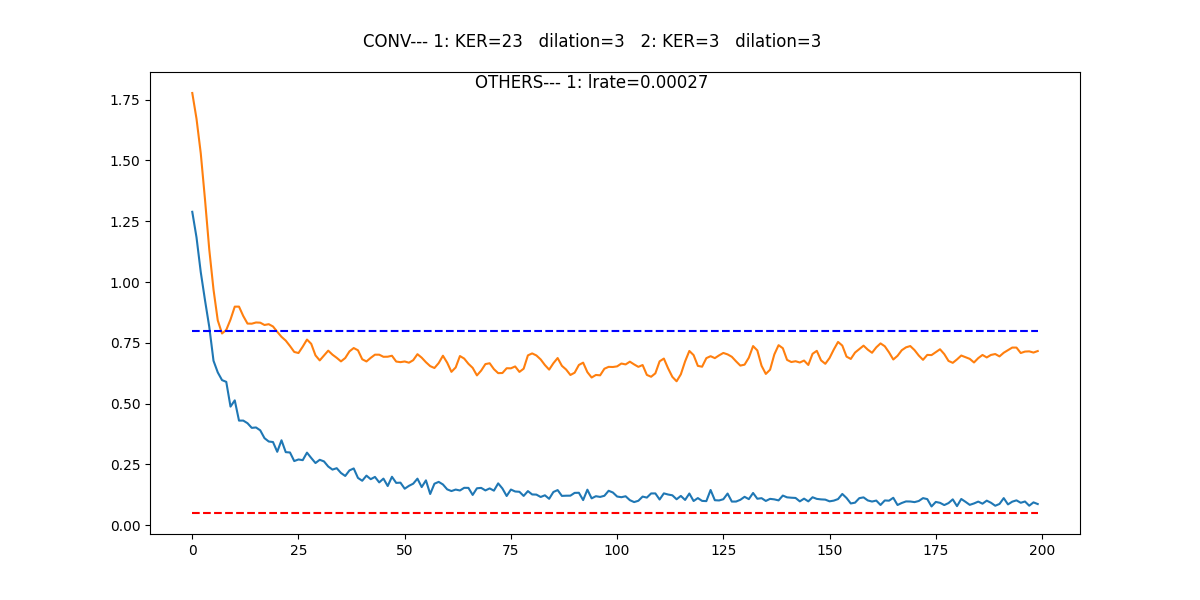 CONV--- 1: KER=23   dilation=3   2: KER=3   dilation=3
OTHERS--- 1: lrate=0.00027
1.75
1.50
1.25
1.00
0.75
0.50
0.25
0.00
0 25 50 75 100 125 150 175 200